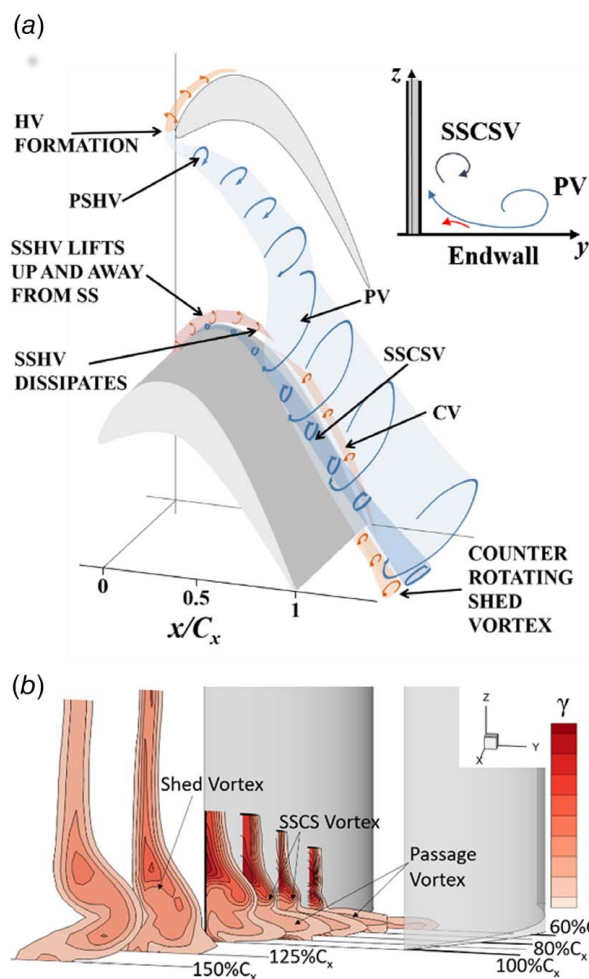 (a)
z
HV
FORMATION
SSCSV
PV
PSHV
Endwall
y
SSHV LIFTS
UP AND AWAY
FROM SS
PV
SSHV
DISSIPATES
SSCSV
CV
COUNTER
ROTATING
SHED
VORTEX
0
0.5
1
x/Cₓ
(b)
Z
Y
X
γ
Shed Vortex
SSCS Vortex
Passage
Vortex
80%Cₓ
100%Cₓ
125%Cₓ
150%Cₓ